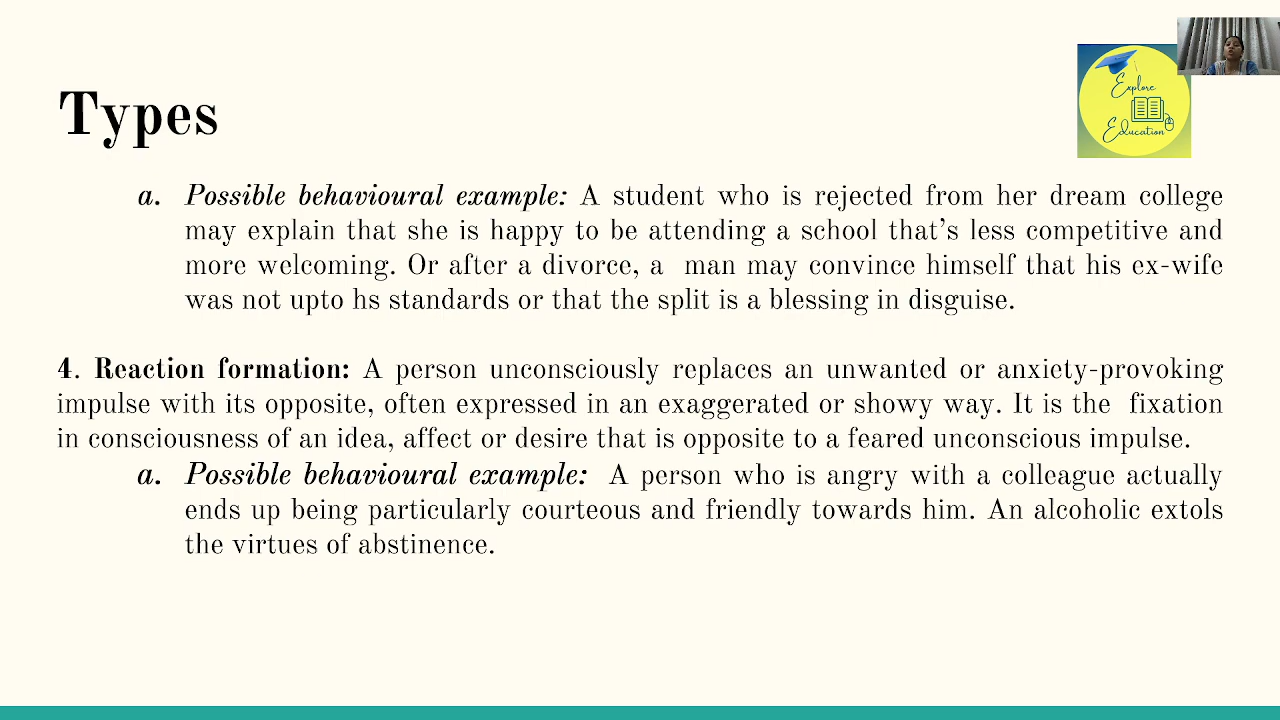 Types
Explore
Education
a. Possible behavioural example: A student who is rejected from her dream college
may explain that she is happy to be attending a school that's less competitive and
more welcoming. Or after a divorce, a man may convince himself that his ex-wife
was not upto hs standards or that the split is a blessing in disguise.
4. Reaction formation: A person unconsciously replaces an unwanted or anxiety-provoking
impulse with its opposite, often expressed in an exaggerated or showy way. It is the fixation
in consciousness of an idea, affect or desire that is opposite to a feared unconscious impulse.
a. Possible behavioural example: A person who is angry with a colleague actually
ends up being particularly courteous and friendly towards him. An alcoholic extols
the virtues of abstinence.